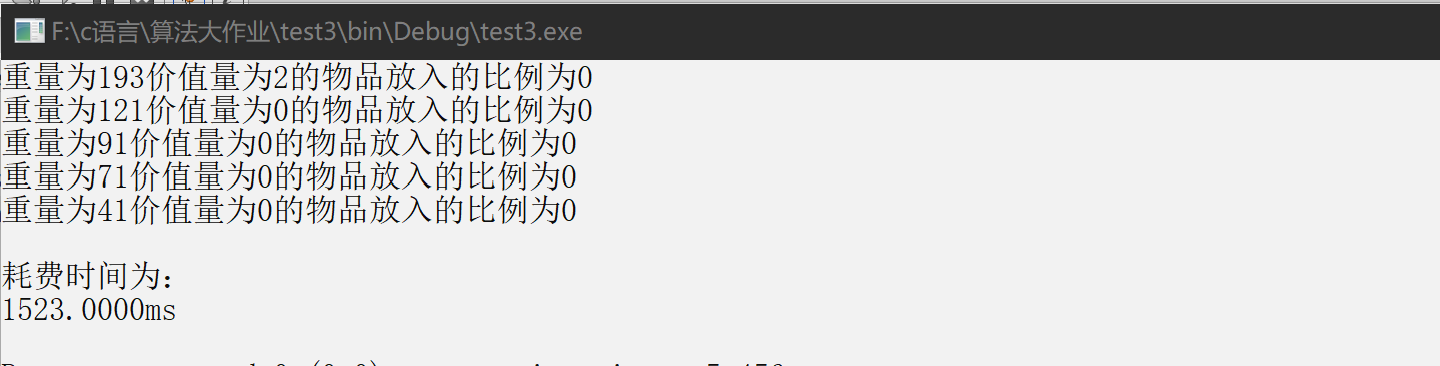 F:\c语言\算法大作业\test3\bin\Debug\test3.exe
重量为193价值量为2的物品放入的比例为0
重量为121价值量为0的物品放入的比例为0
重量为91价值量为0的物品放入的比例为0
重量为71价值量为0的物品放入的比例为0
重量为41价值量为0的物品放入的比例为0
耗费时间为:
1523.0000ms